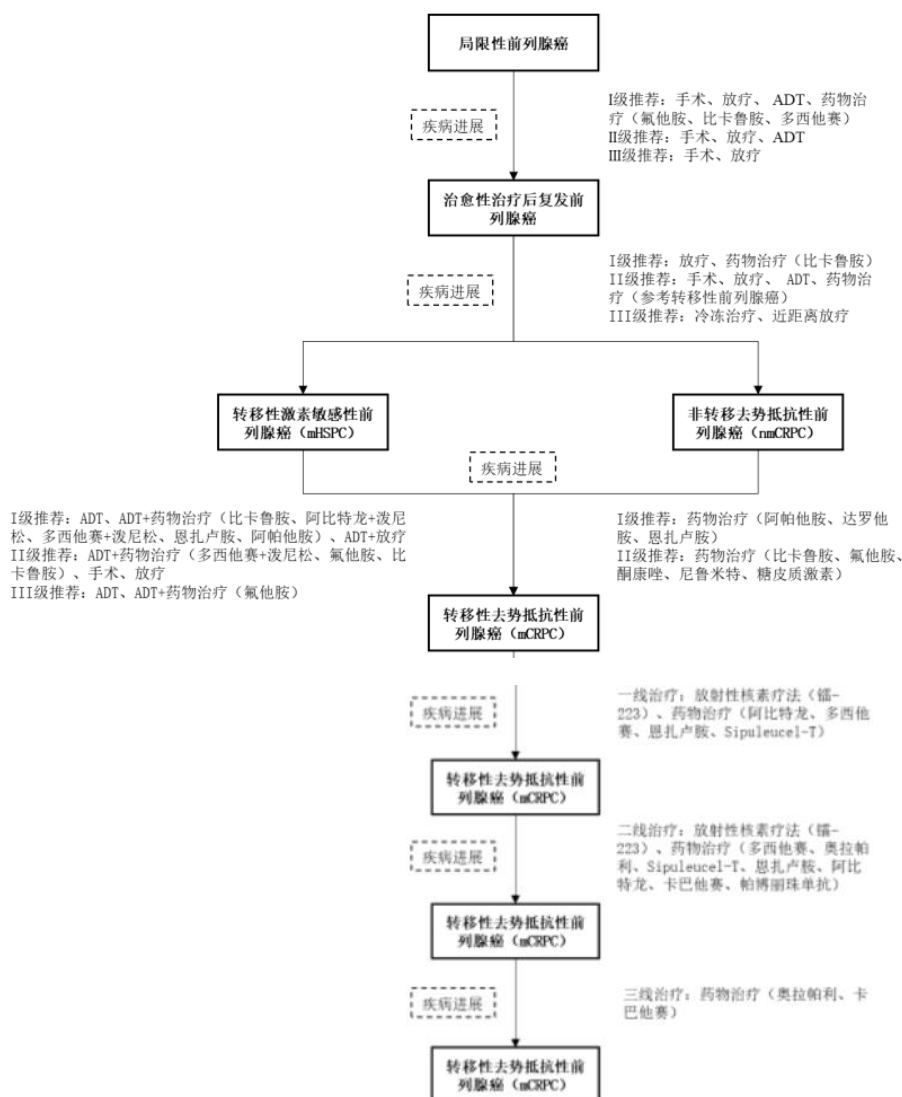 局限性前列腺癌
I级推荐：手术、放疗、 ADT、药物治
疗（氟他胺、比卡鲁胺、多西他赛）
II级推荐：手术、放疗、ADT
III级推荐：手术、放疗
疾病进展
治愈性治疗后复发前
列腺癌
I级推荐：放疗、药物治疗（比卡鲁胺）
II级推荐：手术、放疗、 ADT、药物治
疗（参考转移性前列腺癌）
III级推荐：冷冻治疗、近距离放疗
疾病进展
转移性激素敏感性前
列腺癌（mHSPC）
非转移去势抵抗性前
列腺癌（nmCRPC）
疾病进展
I级推荐：ADT、ADT+药物治疗（比卡鲁胺、阿比特龙+泼尼
松、多西他赛+泼尼松、恩扎卢胺、阿帕他胺）、ADT+放疗
II级推荐：ADT+药物治疗（多西他赛+泼尼松、氟他胺、比
卡鲁胺）、手术、放疗
III级推荐：ADT、ADT+药物治疗（氟他胺）
I级推荐：药物治疗（阿帕他胺、达罗他
胺、恩扎卢胺）
II级推荐：药物治疗（比卡鲁胺、氟他胺、
酮康唑、尼鲁米特、糖皮质激素）
转移性去势抵抗性前
列腺癌（mCRPC）
疾病进展
一线治疗：放射性核素疗法（镭-
223）、药物治疗（阿比特龙、多西他
赛、恩扎卢胺、Sipuleucel-T）
转移性去势抵抗性前
列腺癌（mCRPC）
疾病进展
二线治疗：放射性核素疗法（镭-
223）、药物治疗（多西他赛、奥拉帕
利、Sipuleucel-T、恩扎卢胺、阿比
特龙、卡巴他赛、帕博丽珠单抗）
转移性去势抵抗性前
列腺癌（mCRPC）
疾病进展
三线治疗：药物治疗（奥拉帕利、卡
巴他赛）
转移性去势抵抗性前
列腺癌（mCRPC）